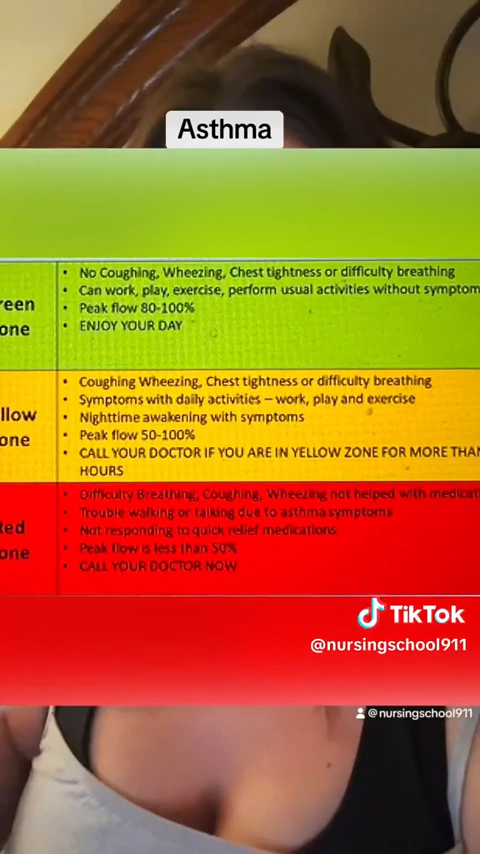 Asthma
No Coughing, Wheezing, Chest tightness or difficulty breathing
reen
one
• Can work, play, exercise, perform usual activities without symptom
• Peak flow 80-100%
• ENJOY YOUR DAY
llow
one
• Coughing Wheezing, Chest tightness or difficulty breathing
• Symptoms with daily activities – work, play and exercise
• Nighttime awakening with symptoms
• Peak flow 50-100%
• CALL YOUR DOCTOR IF YOU ARE IN YELLOW ZONE FOR MORE THAN
HOURS
Red
one
• Difficulty Breathing, Coughing, Wheezing not helped with medicati
• Trouble walking or talking due to asthma symptoms
• Not responding to quick relief medications
• Peak flow is less than 50%
• CALL YOUR DOCTOR NOW
TikTok
@nursingschool911
@nursingschool911